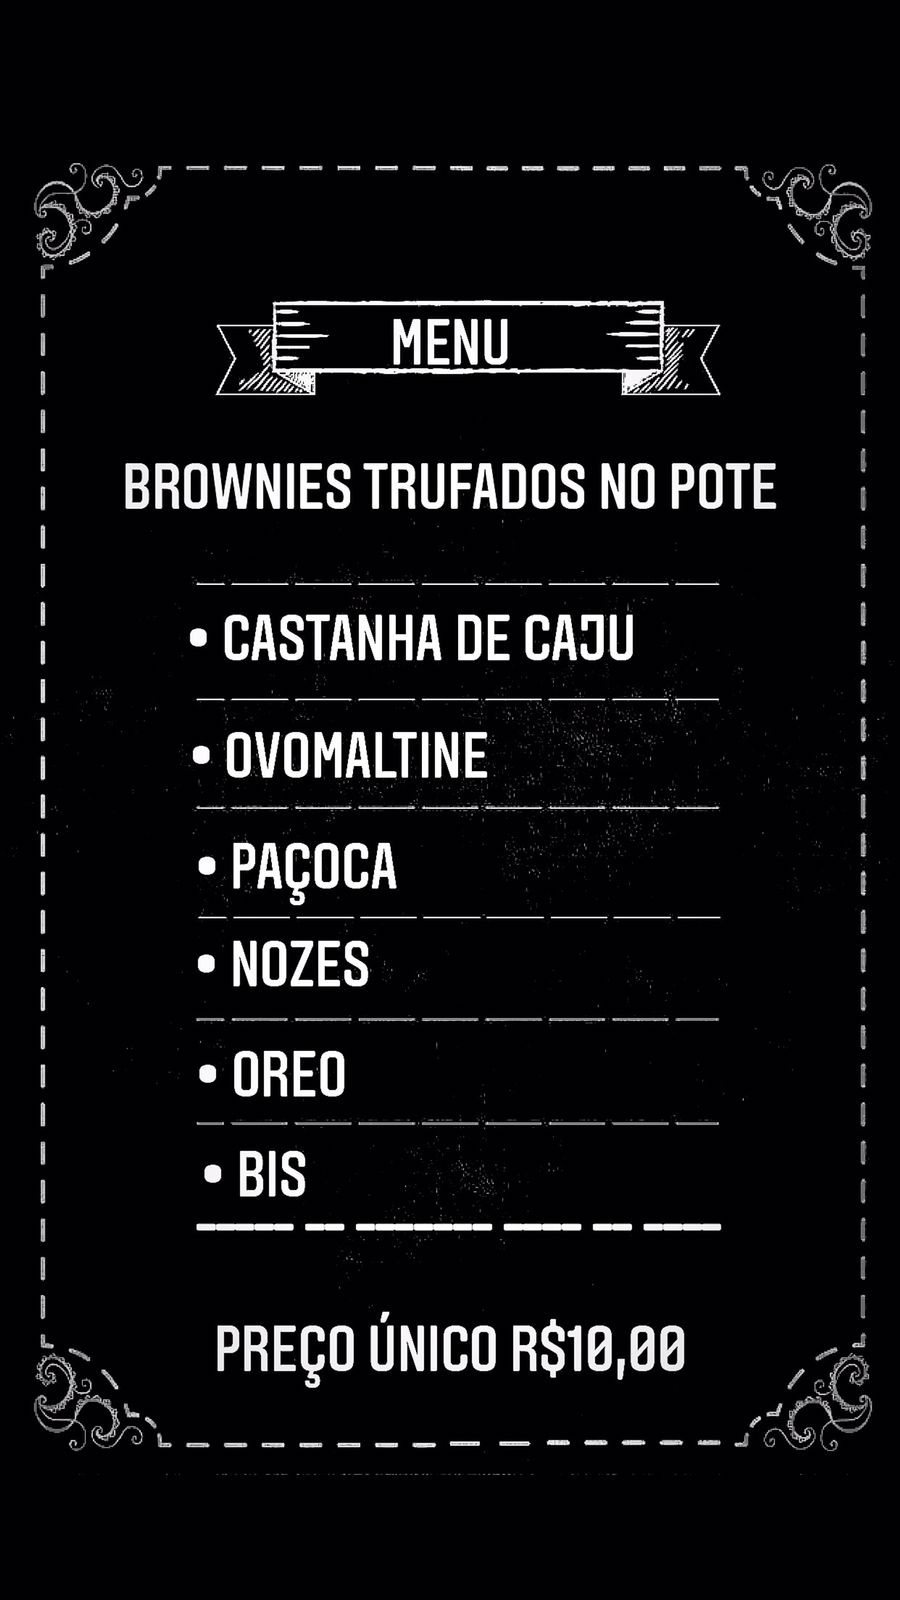 MENU
BROWNIES TRUFADOS NO POTE
• CASTANHA DE CAJU
• OVOMALTINE
• PAÇOCA
• NOZES
• OREO
• BIS
PREÇO ÚNICO R$10,00